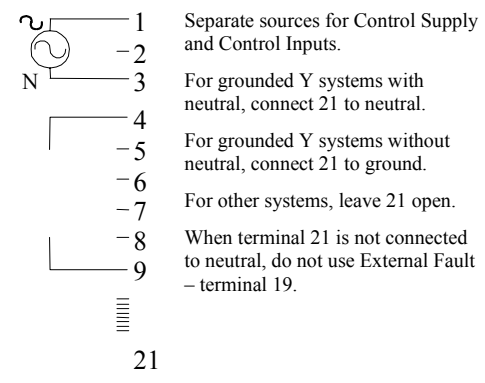 1
2
N
3
4
5
6
7
8
9
21
Separate sources for Control Supply
and Control Inputs.
For grounded Y systems with
neutral, connect 21 to neutral.
For grounded Y systems without
neutral, connect 21 to ground.
For other systems, leave 21 open.
When terminal 21 is not connected
to neutral, do not use External Fault
– terminal 19.